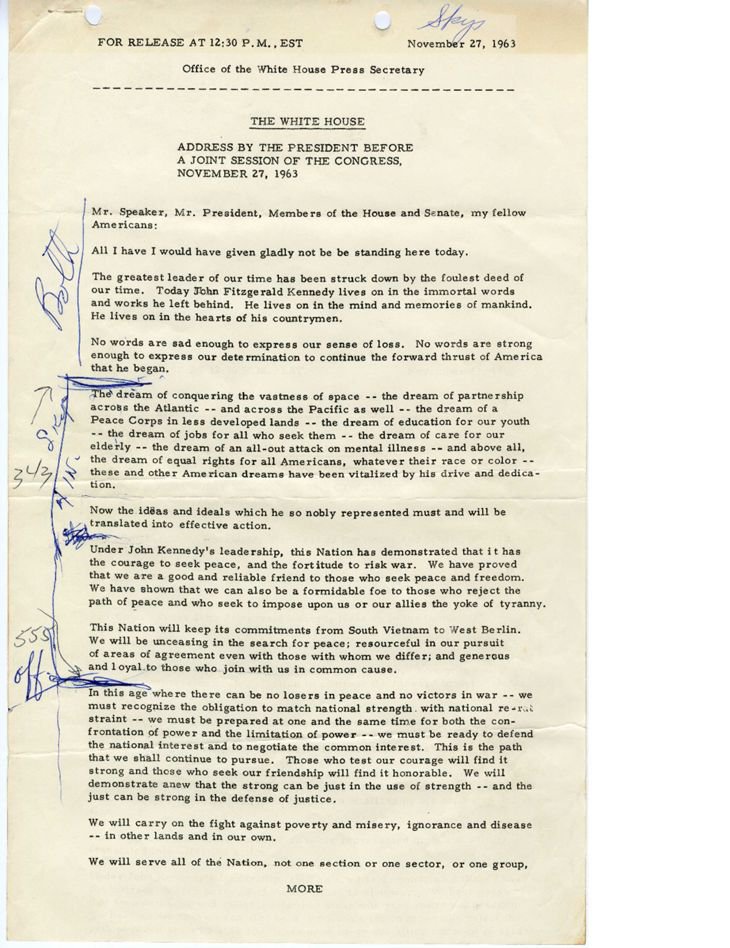 Skip
FOR RELEASE AT 12:30 P.M., EST November 27, 1963
Office of the White House Press Secretary
THE WHITE HOUSE
ADDRESS BY THE PRESIDENT BEFORE
A JOINT SESSION OF THE CONGRESS,
NOVEMBER 27, 1963
Mr. Speaker, Mr. President, Members of the House and Senate, my fellow
Americans:
All I have I would have given gladly not be be standing here today.
The greatest leader of our time has been struck down by the foulest deed of
our time. Today John Fitzgerald Kennedy lives on in the immortal words
and works he left behind. He lives on in the mind and memories of mankind.
He lives on in the hearts of his countrymen.
Both
No words are sad enough to express our sense of loss. No words are strong
enough to express our determination to continue the forward thrust of America
that he began.
The dream of conquering the vastness of space -- the dream of partnership
across the Atlantic -- and across the Pacific as well -- the dream of a
Peace Corps in less developed lands -- the dream of education for our youth
-- the dream of jobs for all who seek them -- the dream of care for our
elderly -- the dream of an all-out attack on mental illness -- and above all,
the dream of equal rights for all Americans, whatever their race or color --
these and other American dreams have been vitalized by his drive and dedica-
tion.
Skip
343
Now the ideas and ideals which he so nobly represented must and will be
translated into effective action.
Under John Kennedy's leadership, this Nation has demonstrated that it has
the courage to seek peace, and the fortitude to risk war. We have proved
that we are a good and reliable friend to those who seek peace and freedom.
We have shown that we can also be a formidable foe to those who reject the
path of peace and who seek to impose upon us or our allies the yoke of tyranny.
This Nation will keep its commitments from South Vietnam to West Berlin.
We will be unceasing in the search for peace; resourceful in our pursuit
of areas of agreement even with those with whom we differ; and generous
and loyal to those who join with us in common cause.
555
off
In this age where there can be no losers in peace and no victors in war -- we
must recognize the obligation to match national strength with national re-
straint -- we must be prepared at one and the same time for both the con-
frontation of power and the limitation of power -- we must be ready to defend
the national interest and to negotiate the common interest. This is the path
that we shall continue to pursue. Those who test our courage will find it
strong and those who seek our friendship will find it honorable. We will
demonstrate anew that the strong can be just in the use of strength -- and the
just can be strong in the defense of justice.
We will carry on the fight against poverty and misery, ignorance and disease
-- in other lands and in our own.
We will serve all of the Nation, not one section or one sector, or one group,
MORE